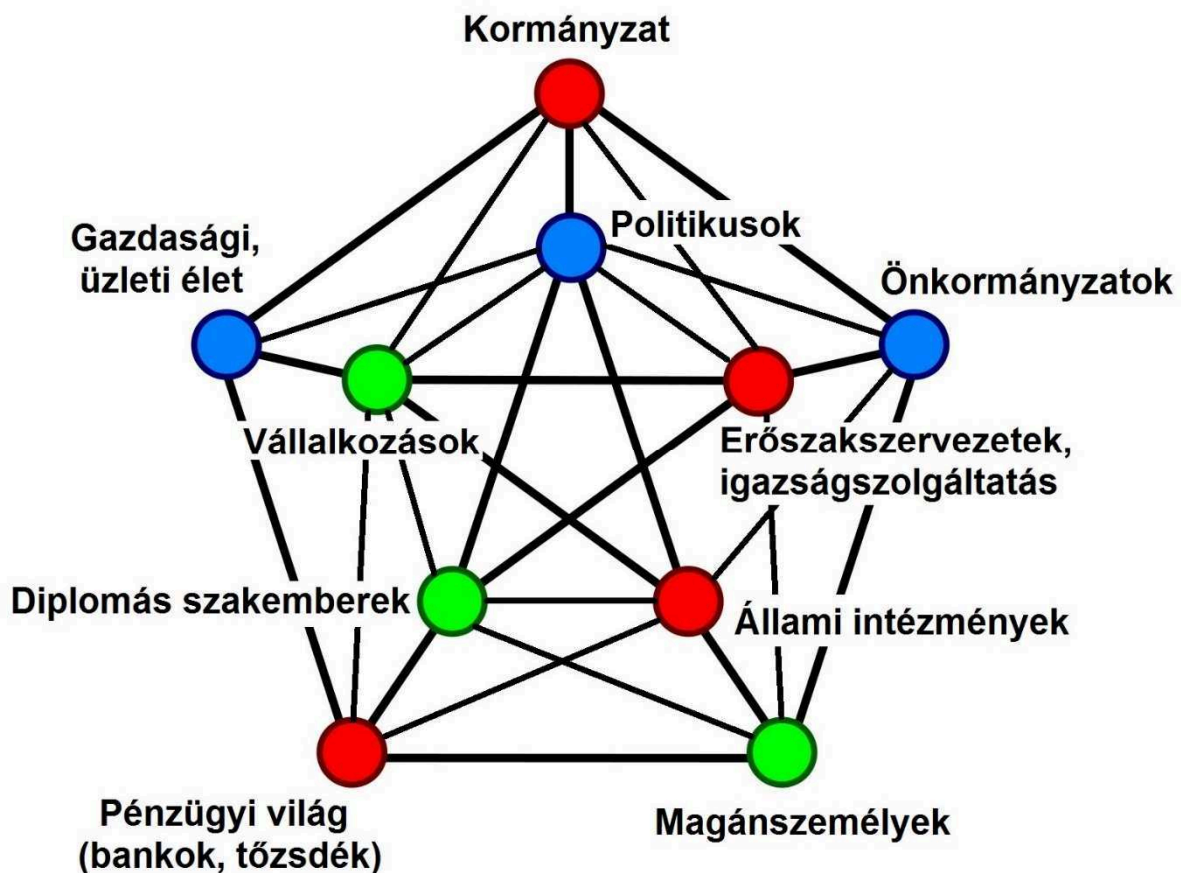 Kormányzat
Politikusok
Gazdasági,
üzleti élet
Önkormányzatok
Vállalkozások
Erőszakszervezetek,
igazságszolgáltatás
Diplomás szakemberek
Állami intézmények
Pénzügyi világ
(bankok, tőzsdék)
Magánszemélyek